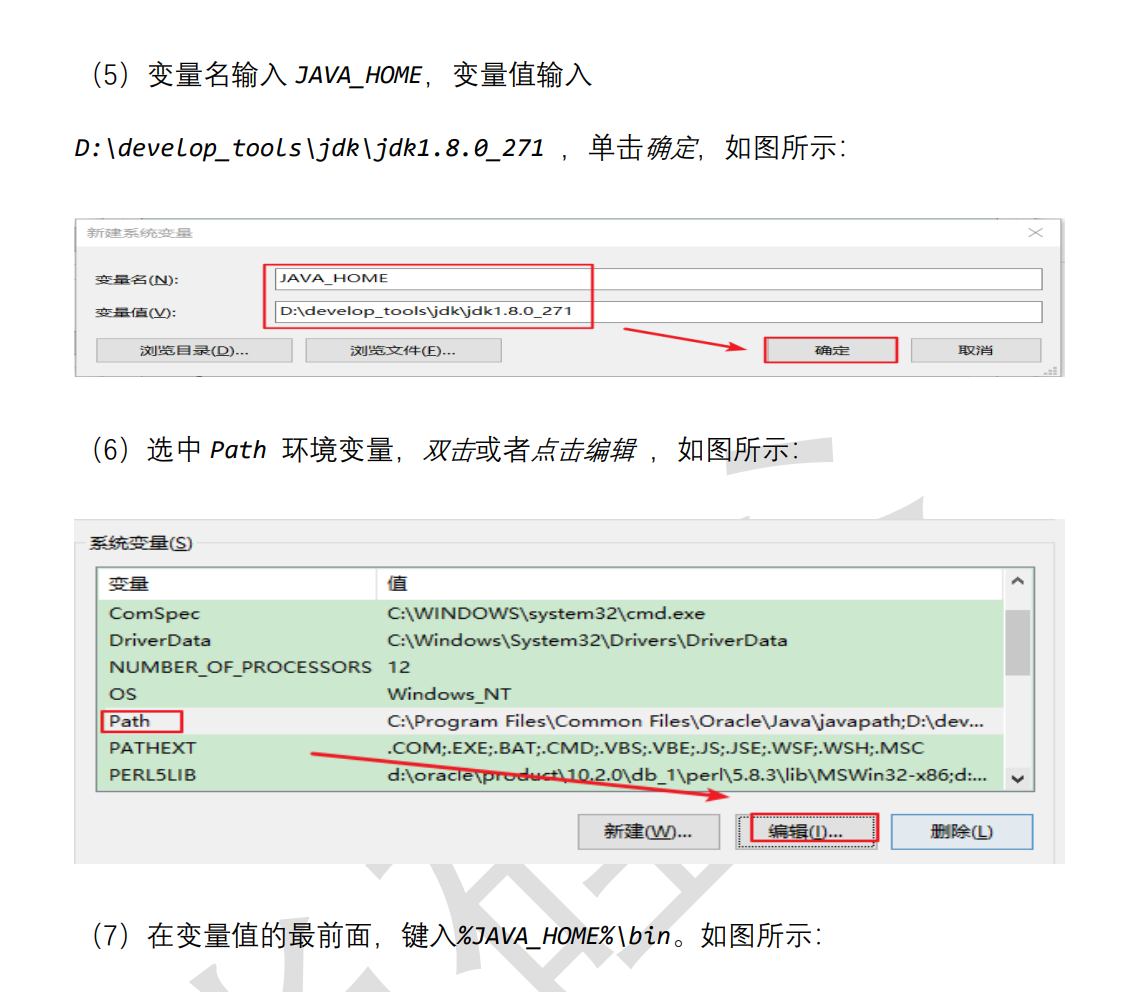 （5）变量名输入 JAVA_HOME，变量值输入
D:\develop_tools\jdk\jdk1.8.0_271 ，单击确定，如图所示：
新建系统变量
变量名(N):
JAVA_HOME
变量值(V):
D:\develop_tools\jdk\jdk1.8.0_271
浏览目录(D)... 浏览文件(F)... 确定 取消
（6）选中 Path 环境变量，双击或者点击编辑 ，如图所示：
系统变量(S)
变量 值
ComSpec C:\WINDOWS\system32\cmd.exe
DriverData C:\Windows\System32\Drivers\DriverData
NUMBER_OF_PROCESSORS 12
OS Windows_NT
Path C:\Program Files\Common Files\Oracle\Java\javapath;D:\dev...
PATHEXT .COM;.EXE;.BAT;.CMD;.VBS;.VBE;.JS;.JSE;.WSF;.WSH;.MSC
PERL5LIB d:\oracle\product\10.2.0\db_1\perl\5.8.3\lib\MSWin32-x86;d:...
新建(W)... 编辑(I)... 删除(L)
（7）在变量值的最前面，键入%JAVA_HOME%\bin。如图所示：